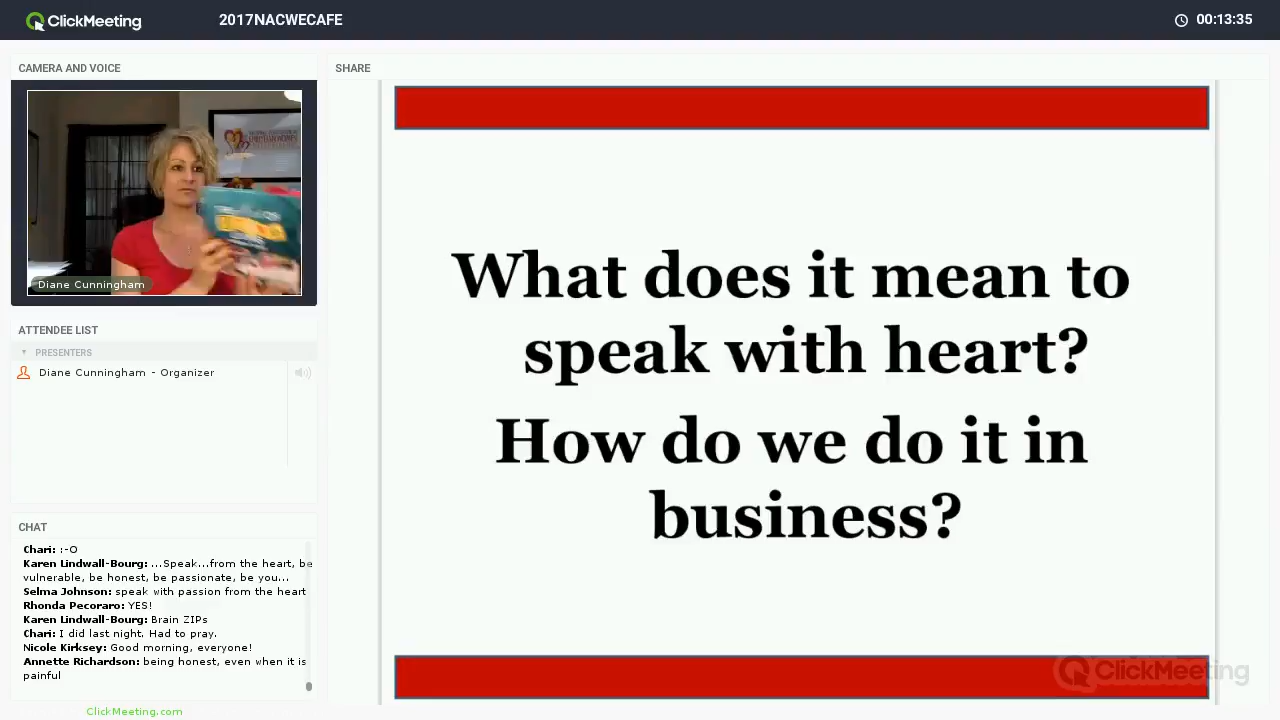 ClickMeeting
2017NACWECAFE
00:13:35
CAMERA AND VOICE
Diane Cunningham
ATTENDEE LIST
PRESENTERS
Diane Cunningham - Organizer
CHAT
Chari: :-O
Karen Lindwall-Bourg: ...Speak...from the heart, be
vulnerable, be honest, be passionate, be you...
Selma Johnson: speak with passion from the heart
Rhonda Pecoraro: YES!
Karen Lindwall-Bourg: Brain ZIPs
Chari: I did last night. Had to pray.
Nicole Kirksey: Good morning, everyone!
Annette Richardson: being honest, even when it is
painful
ClickMeeting.com
SHARE
What does it mean to
speak with heart?
How do we do it in
business?
ClickMeeting